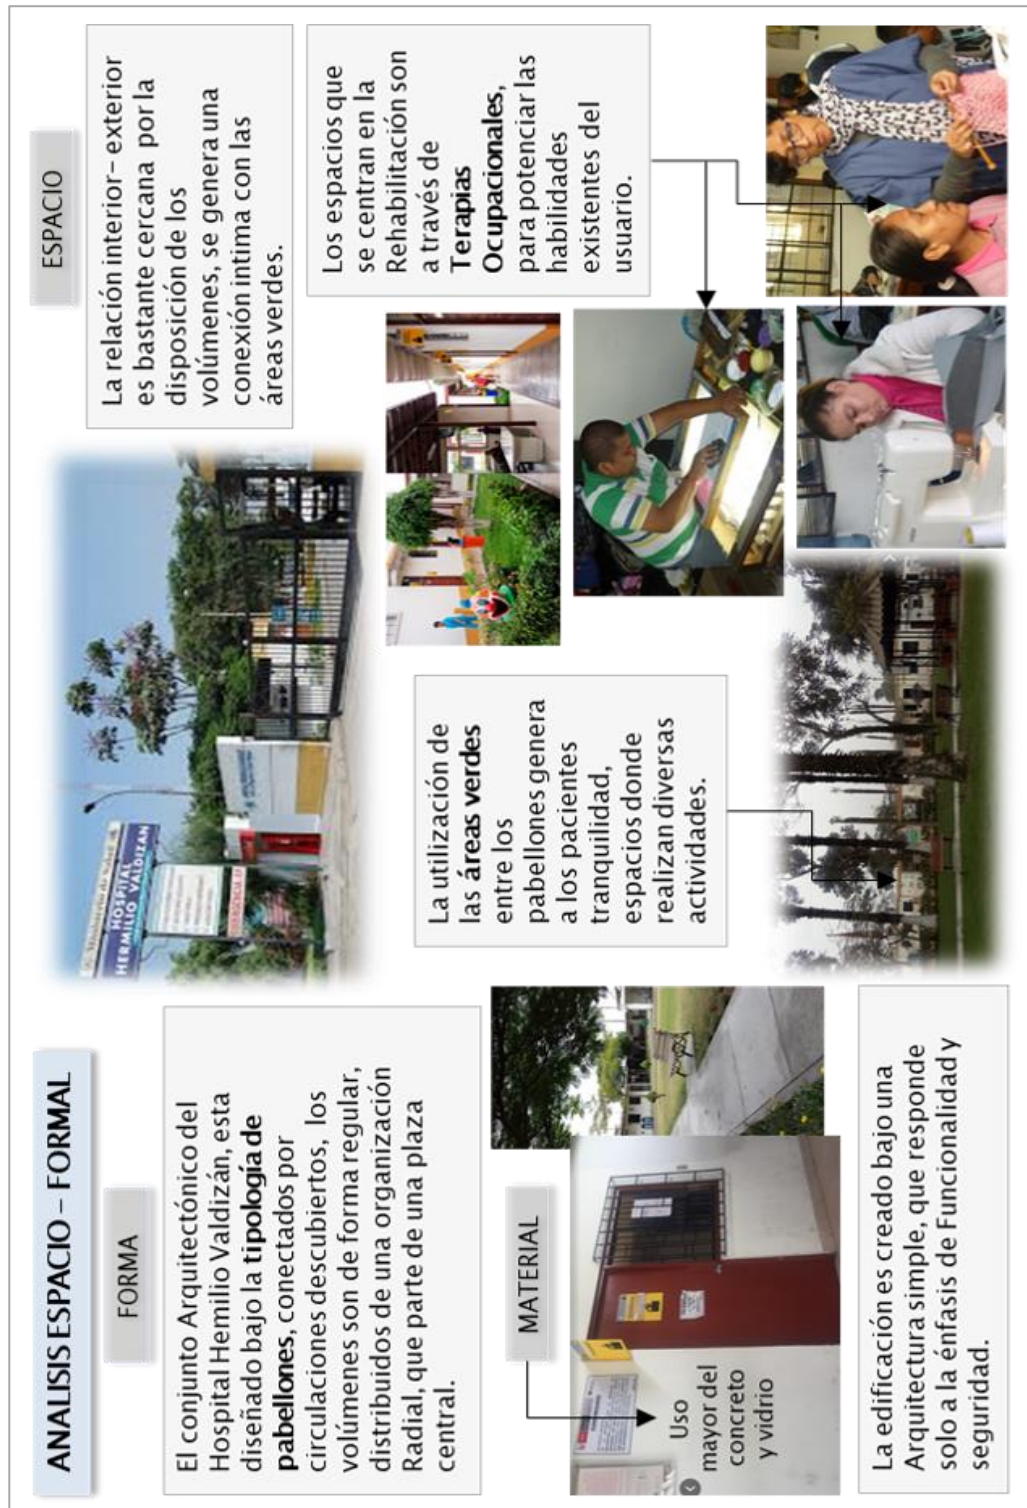 ANALISIS ESPACIO – FORMAL
FORMA
El conjunto Arquitectónico del
Hospital Hemilio Valdizán, esta
diseñado bajo la tipología de
pabellones, conectados por
circulaciones descubiertos, los
volúmenes son de forma regular,
distribuidos de una organización
Radial, que parte de una plaza
central.
MATERIAL
Uso
mayor del
concreto
y vidrio
La edificación es creado bajo una
Arquitectura simple, que responde
solo a la énfasis de Funcionalidad y
seguridad.
Ministerio de Salud
HOSPITAL
HERMILIO VALDIZAN
La utilización de
las áreas verdes
entre los
pabellones genera
a los pacientes
tranquilidad,
espacios donde
realizan diversas
actividades.
ESPACIO
La relación interior– exterior
es bastante cercana por la
disposición de los
volúmenes, se genera una
conexión intima con las
áreas verdes.
Los espacios que
se centran en la
Rehabilitación son
a través de
Terapias
Ocupacionales,
para potenciar las
habilidades
existentes del
usuario.